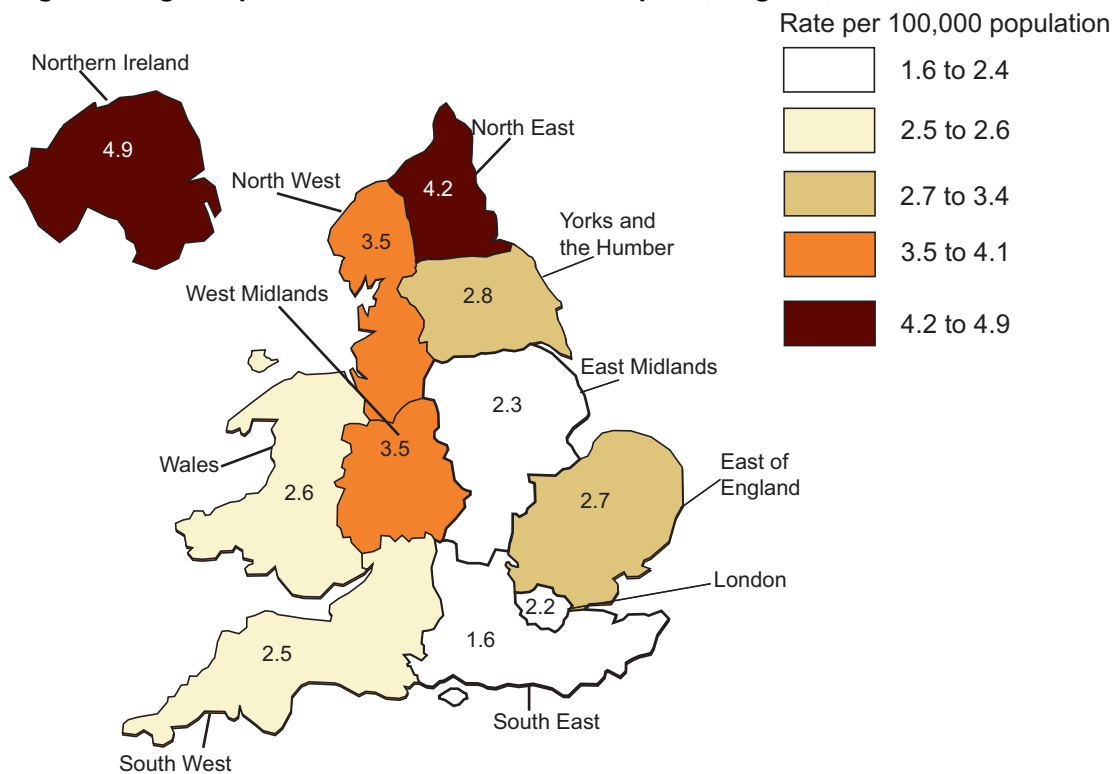 Rate per 100,000 population
1.6 to 2.4
2.5 to 2.6
2.7 to 3.4
3.5 to 4.1
4.2 to 4.9
Northern Ireland
4.9
North East
4.2
North West
3.5
Yorks and
the Humber
2.8
West Midlands
3.5
East Midlands
2.3
Wales
2.6
East of
England
2.7
London
2.2
1.6
South East
2.5
South West